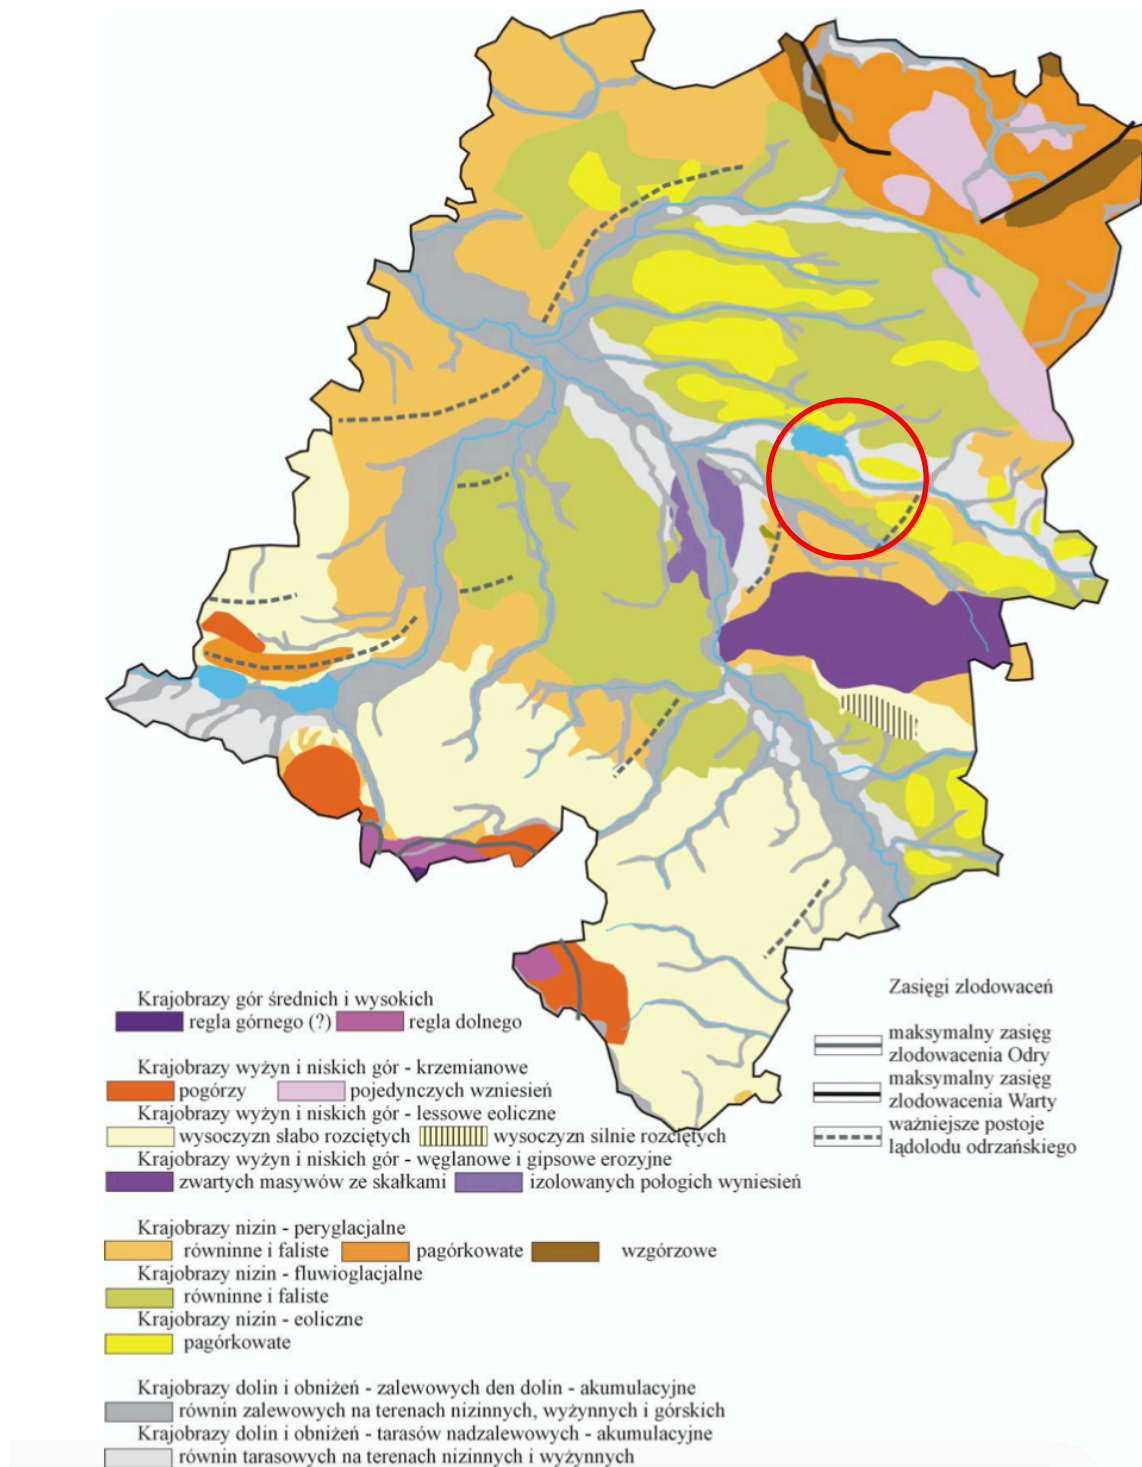 Krajobrazy gór średnich i wysokich
regla górnego (?) regla dolnego
Krajobrazy wyżyn i niskich gór - krzemianowe
pogórzy pojedynczych wzniesień
Krajobrazy wyżyn i niskich gór - lessowe eoliczne
wysoczyzn słabo rozciętych wysoczyzn silnie rozciętych
Krajobrazy wyżyn i niskich gór - węglanowe i gipsowe erozyjne
zwartych masywów ze skałkami izolowanych połogich wyniesień
Krajobrazy nizin - peryglacjalne
równinne i faliste pagórkowate wzgórzowe
Krajobrazy nizin - fluwioglacjalne
równinne i faliste
Krajobrazy nizin - eoliczne
pagórkowate
Krajobrazy dolin i obniżeń - zalewowych den dolin - akumulacyjne
równin zalewowych na terenach nizinnych, wyżynnych i górskich
Krajobrazy dolin i obniżeń - tarasów nadzalewowych - akumulacyjne
równin tarasowych na terenach nizinnych i wyżynnych
Zasięgi zlodowaceń
maksymalny zasięg
zlodowacenia Odry
maksymalny zasięg
zlodowacenia Warty
ważniejsze postoje
lądolodu odrzańskiego